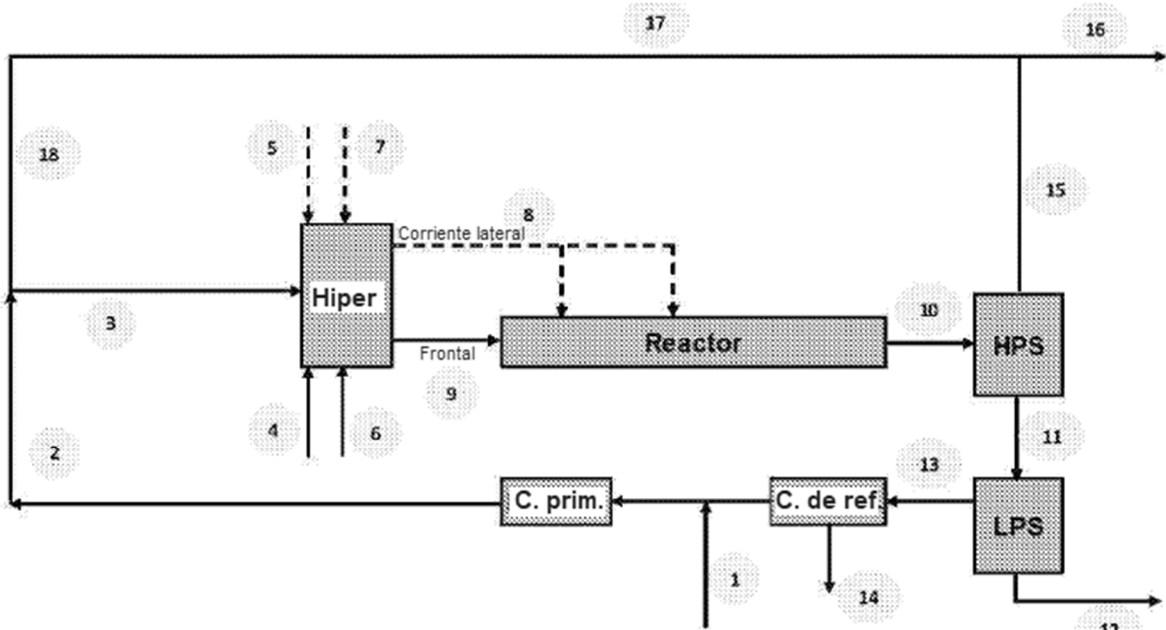 17
16
18
5
7
15
8
Corriente lateral
Hiper
3
10
Reactor
HPS
Frontal
9
4
6
11
2
13
C. prim.
C. de ref.
LPS
1
14
12